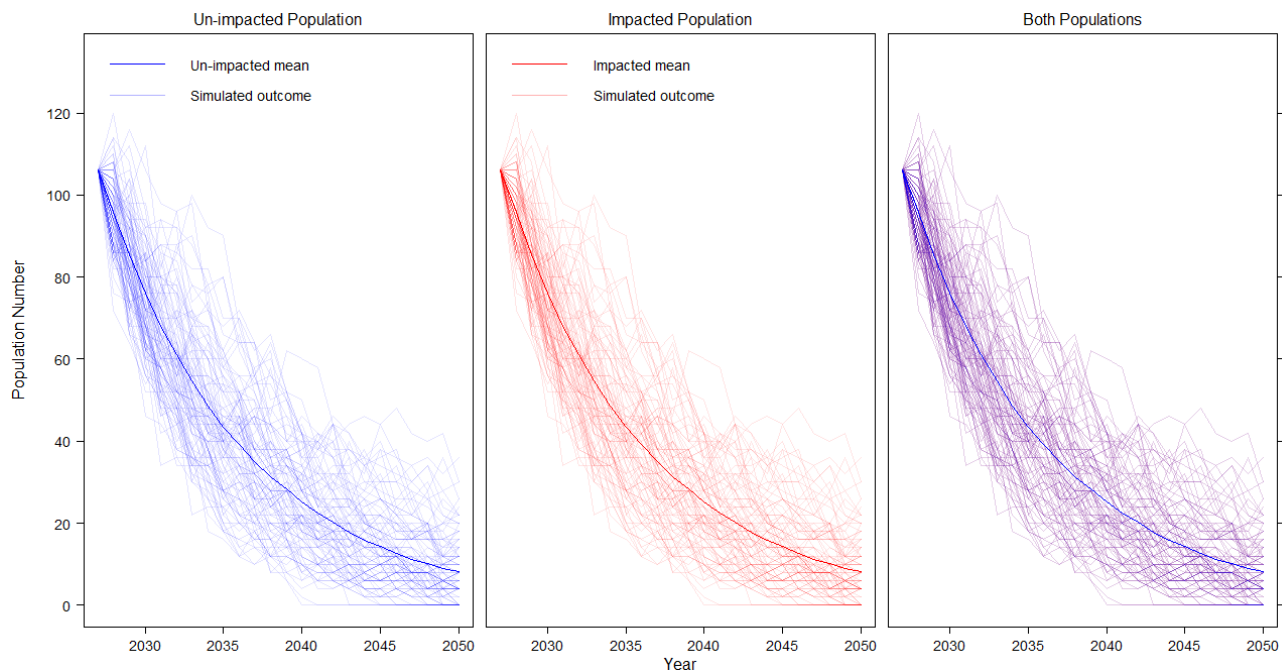 Un-impacted Population
Impacted Population
Both Populations
Un-impacted mean
Simulated outcome
Impacted mean
Simulated outcome
Population Number
120
100
80
60
40
20
0
2030 2035 2040 2045 2050
2030 2035 2040 2045 2050
2030 2035 2040 2045 2050
Year